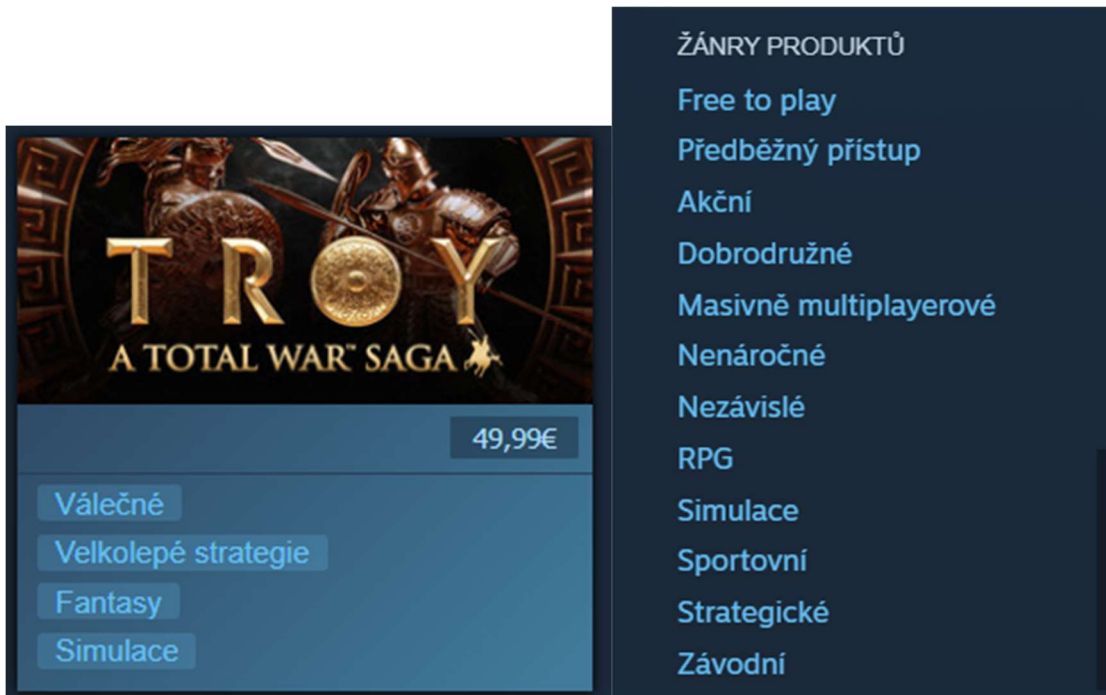 TROY
A TOTAL WAR™ SAGA
49,99€
Válečné
Velkolepé strategie
Fantasy
Simulace
ŽÁNRY PRODUKTŮ
Free to play
Předběžný přístup
Akční
Dobrodružné
Masivně multiplayerové
Nenáročné
Nezávislé
RPG
Simulace
Sportovní
Strategické
Závodní